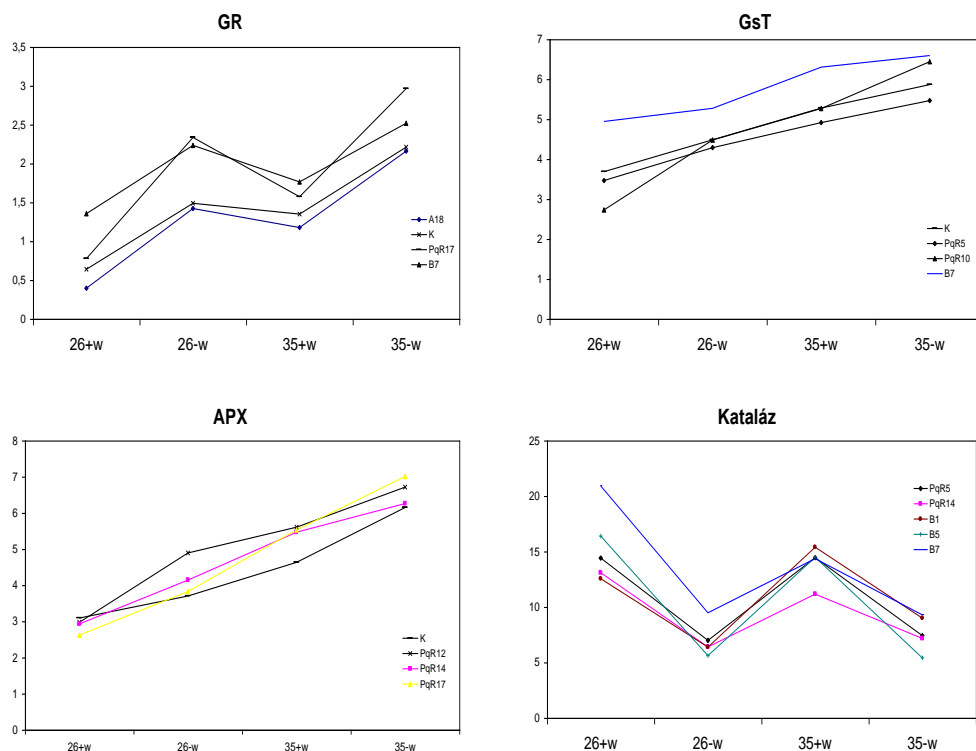 GR
3,5
3
2,5
2
1,5
1
0,5
0
26+w 26-w 35+w 35-w
A18
K
PqR17
B7
GsT
7
6
5
4
3
2
1
0
26+w 26-w 35+w 35-w
K
PqR5
PqR10
B7
APX
8
7
6
5
4
3
2
1
0
26+w 26-w 35+w 35-w
K
PqR12
PqR14
PqR17
Kataláz
25
20
15
10
5
0
26+w 26-w 35+w 35-w
PqR5
PqR14
B1
B5
B7